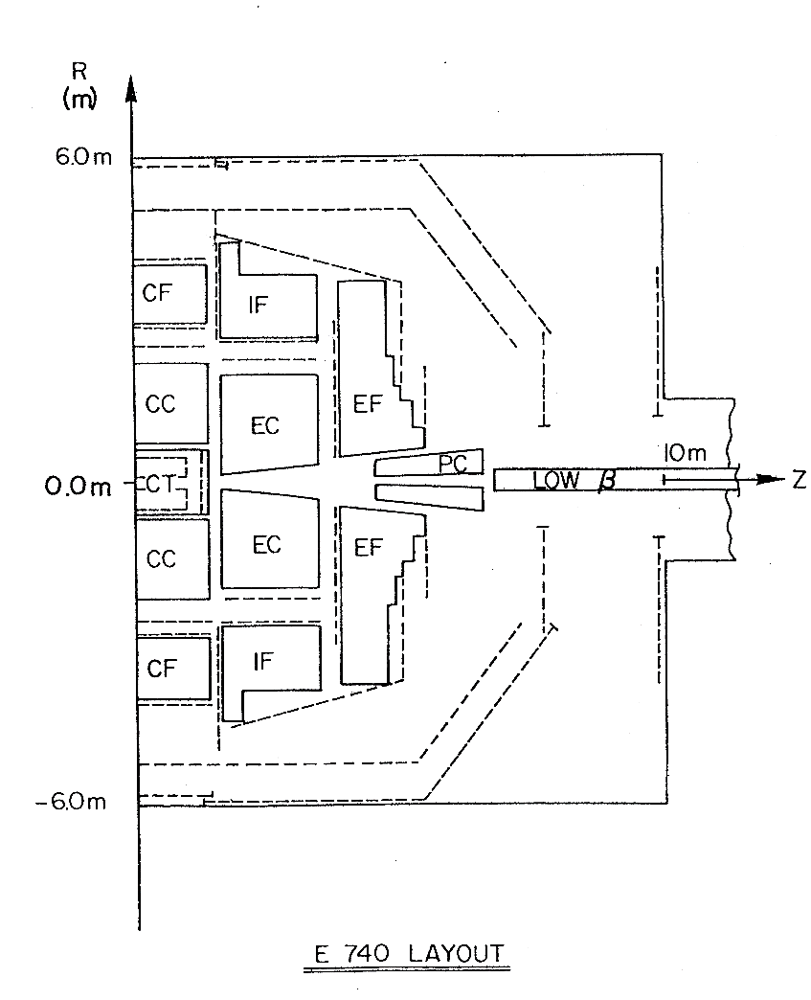 R
(m)
6.0m
CF
IF
CC
EC
EF
PC
10m
0.0m
CT
LOW β
Z
CC
EC
EF
CF
IF
-6.0m
E 740 LAYOUT